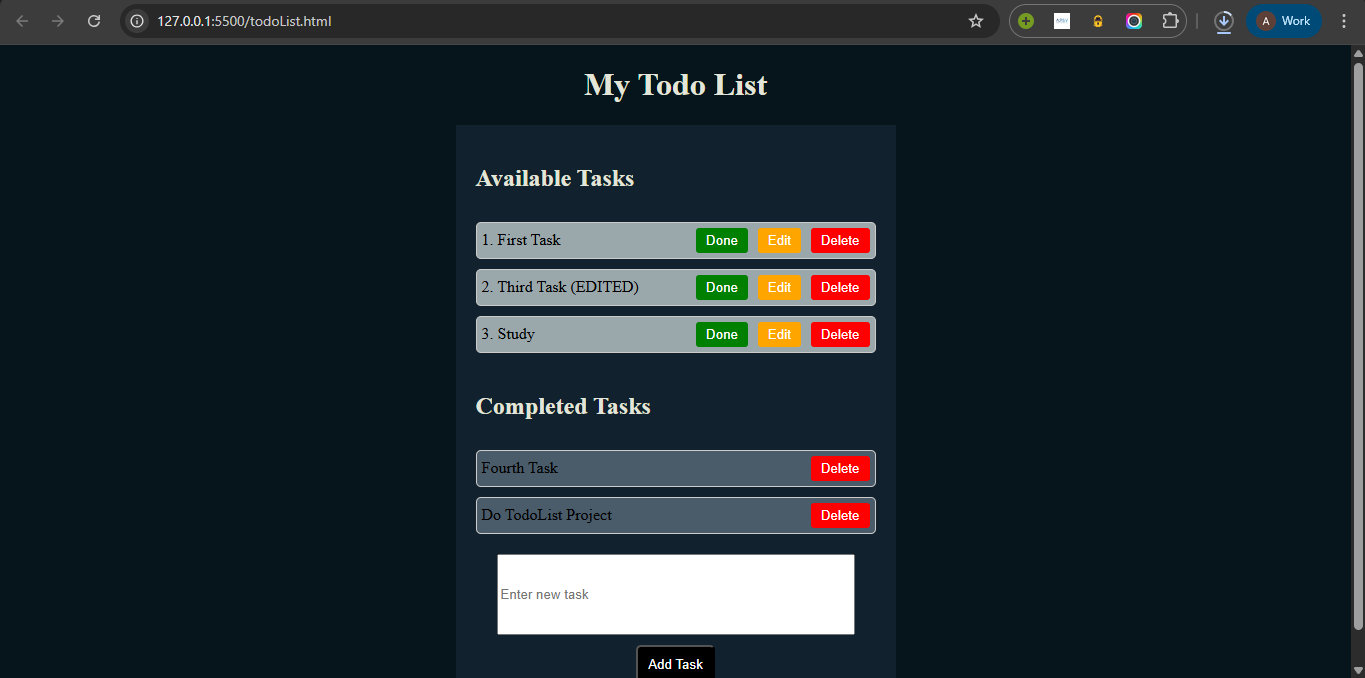 127.0.0.1:5500/todoList.html
A Work
My Todo List
Available Tasks
1. First Task Done Edit Delete
2. Third Task (EDITED) Done Edit Delete
3. Study Done Edit Delete
Completed Tasks
Fourth Task Delete
Do TodoList Project Delete
Enter new task
Add Task